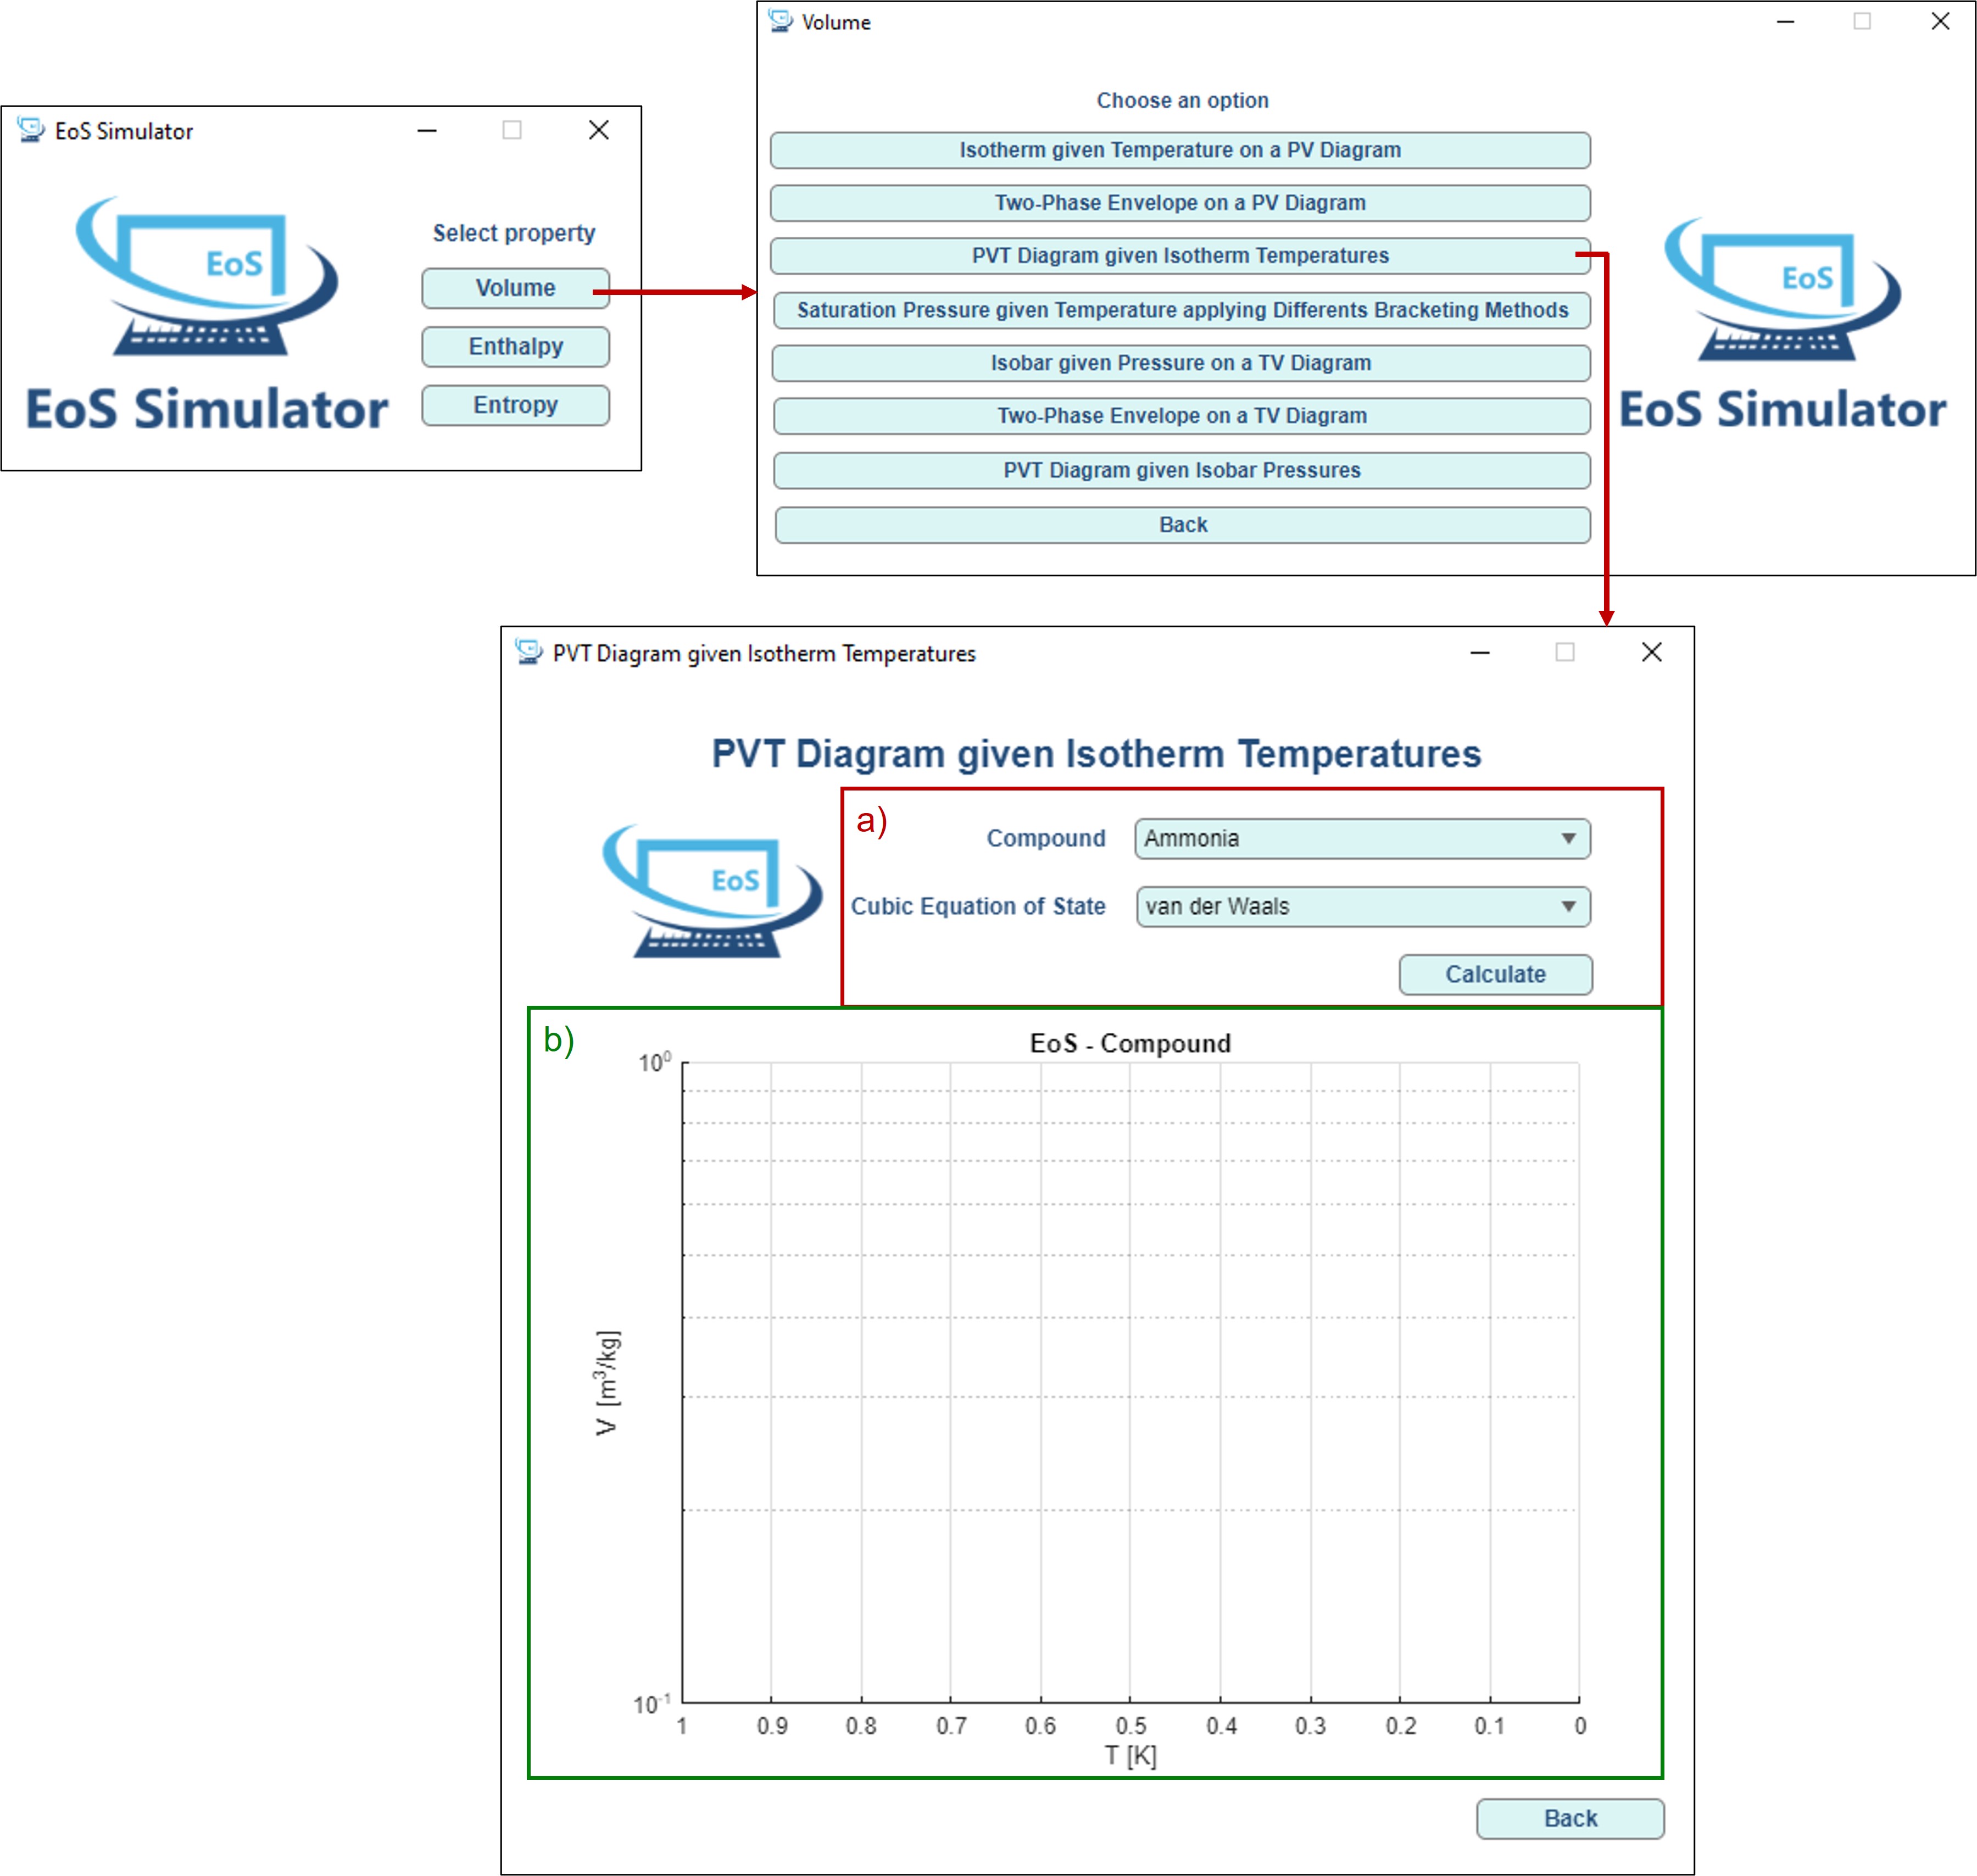 EoS Simulator
EoS
EoS Simulator
Select property
Volume
Enthalpy
Entropy
Volume
Choose an option
Isotherm given Temperature on a PV Diagram
Two-Phase Envelope on a PV Diagram
PVT Diagram given Isotherm Temperatures
Saturation Pressure given Temperature applying Differents Bracketing Methods
Isobar given Pressure on a TV Diagram
Two-Phase Envelope on a TV Diagram
PVT Diagram given Isobar Pressures
Back
EoS
EoS Simulator
PVT Diagram given Isotherm Temperatures
PVT Diagram given Isotherm Temperatures
EoS
a)
Compound Ammonia
Cubic Equation of State van der Waals
Calculate
b)
EoS - Compound
10⁰
V [m³/kg]
10⁻¹
1 0.9 0.8 0.7 0.6 0.5 0.4 0.3 0.2 0.1 0
T [K]
Back